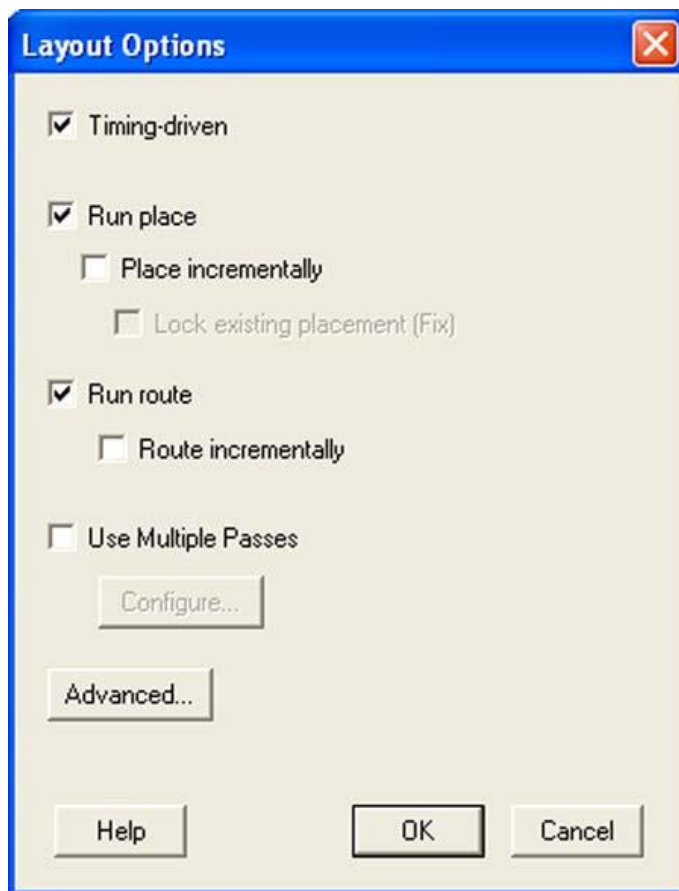 Layout Options
Timing-driven
Run place
Place incrementally
Lock existing placement (Fix)
Run route
Route incrementally
Use Multiple Passes
Configure...
Advanced...
Help OK Cancel